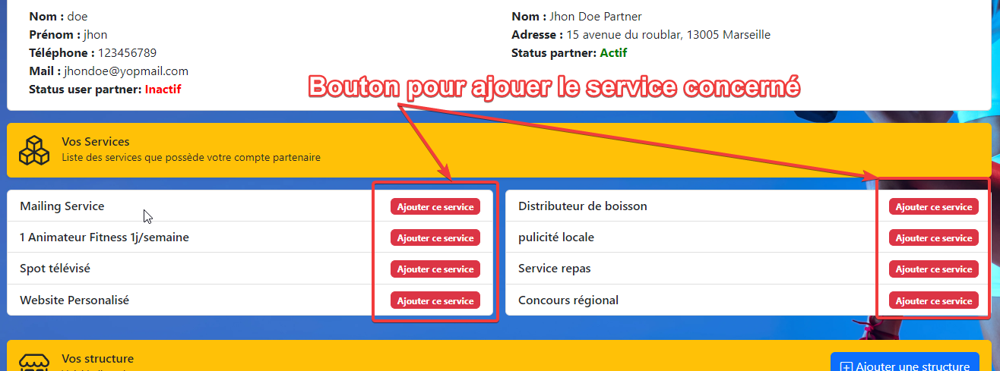 Nom : doe
Prénom : jhon
Téléphone : 123456789
Mail : jhondoe@yopmail.com
Status user partner: Inactif
Nom : Jhon Doe Partner
Adresse : 15 avenue du roublar, 13005 Marseille
Status partner: Actif
Bouton pour ajouer le service concerné
Vos Services
Liste des services que possède votre compte partenaire
Mailing Service Ajouter ce service
1 Animateur Fitness 1j/semaine Ajouter ce service
Spot télévisé Ajouter ce service
Website Personalisé Ajouter ce service
Distributeur de boisson Ajouter ce service
pulicité locale Ajouter ce service
Service repas Ajouter ce service
Concours régional Ajouter ce service
Vos structure
Ajouter une structure